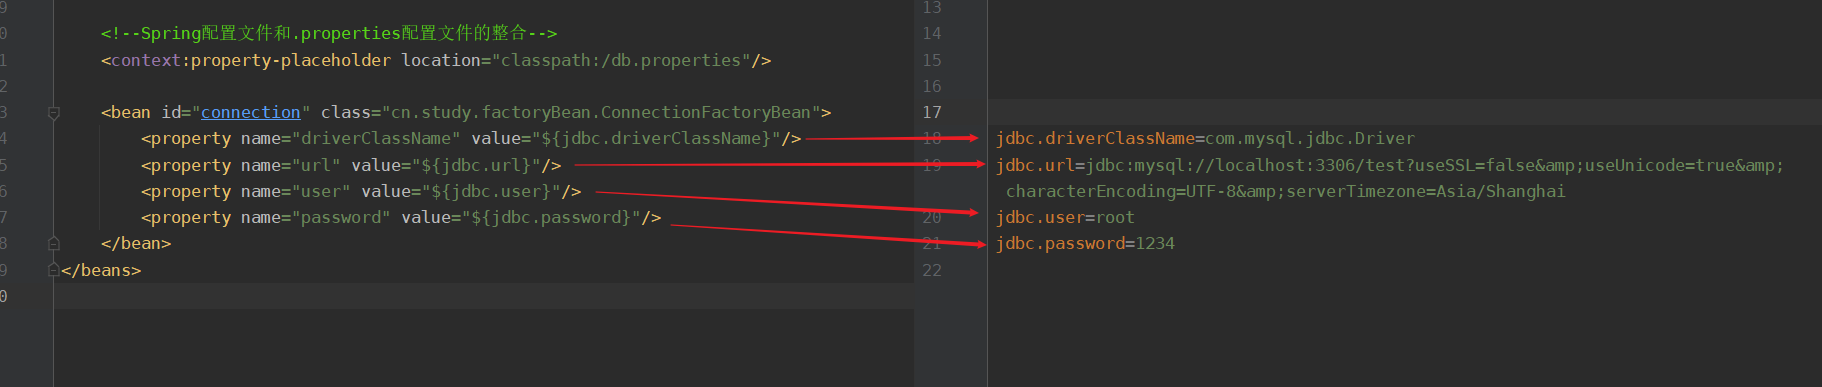 9
0 <!--Spring配置文件和.properties配置文件的整合-->
1 <context:property-placeholder location="classpath:/db.properties"/>
2
3 <bean id="connection" class="cn.study.factoryBean.ConnectionFactoryBean">
4 <property name="driverClassName" value="${jdbc.driverClassName}"/>
5 <property name="url" value="${jdbc.url}"/>
6 <property name="user" value="${jdbc.user}"/>
7 <property name="password" value="${jdbc.password}"/>
8 </bean>
9 </beans>
0
13
14
15
16
17
18 jdbc.driverClassName=com.mysql.jdbc.Driver
19 jdbc.url=jdbc:mysql://localhost:3306/test?useSSL=false&amp;useUnicode=true&amp;
characterEncoding=UTF-8&amp;serverTimezone=Asia/Shanghai
20 jdbc.user=root
21 jdbc.password=1234
22